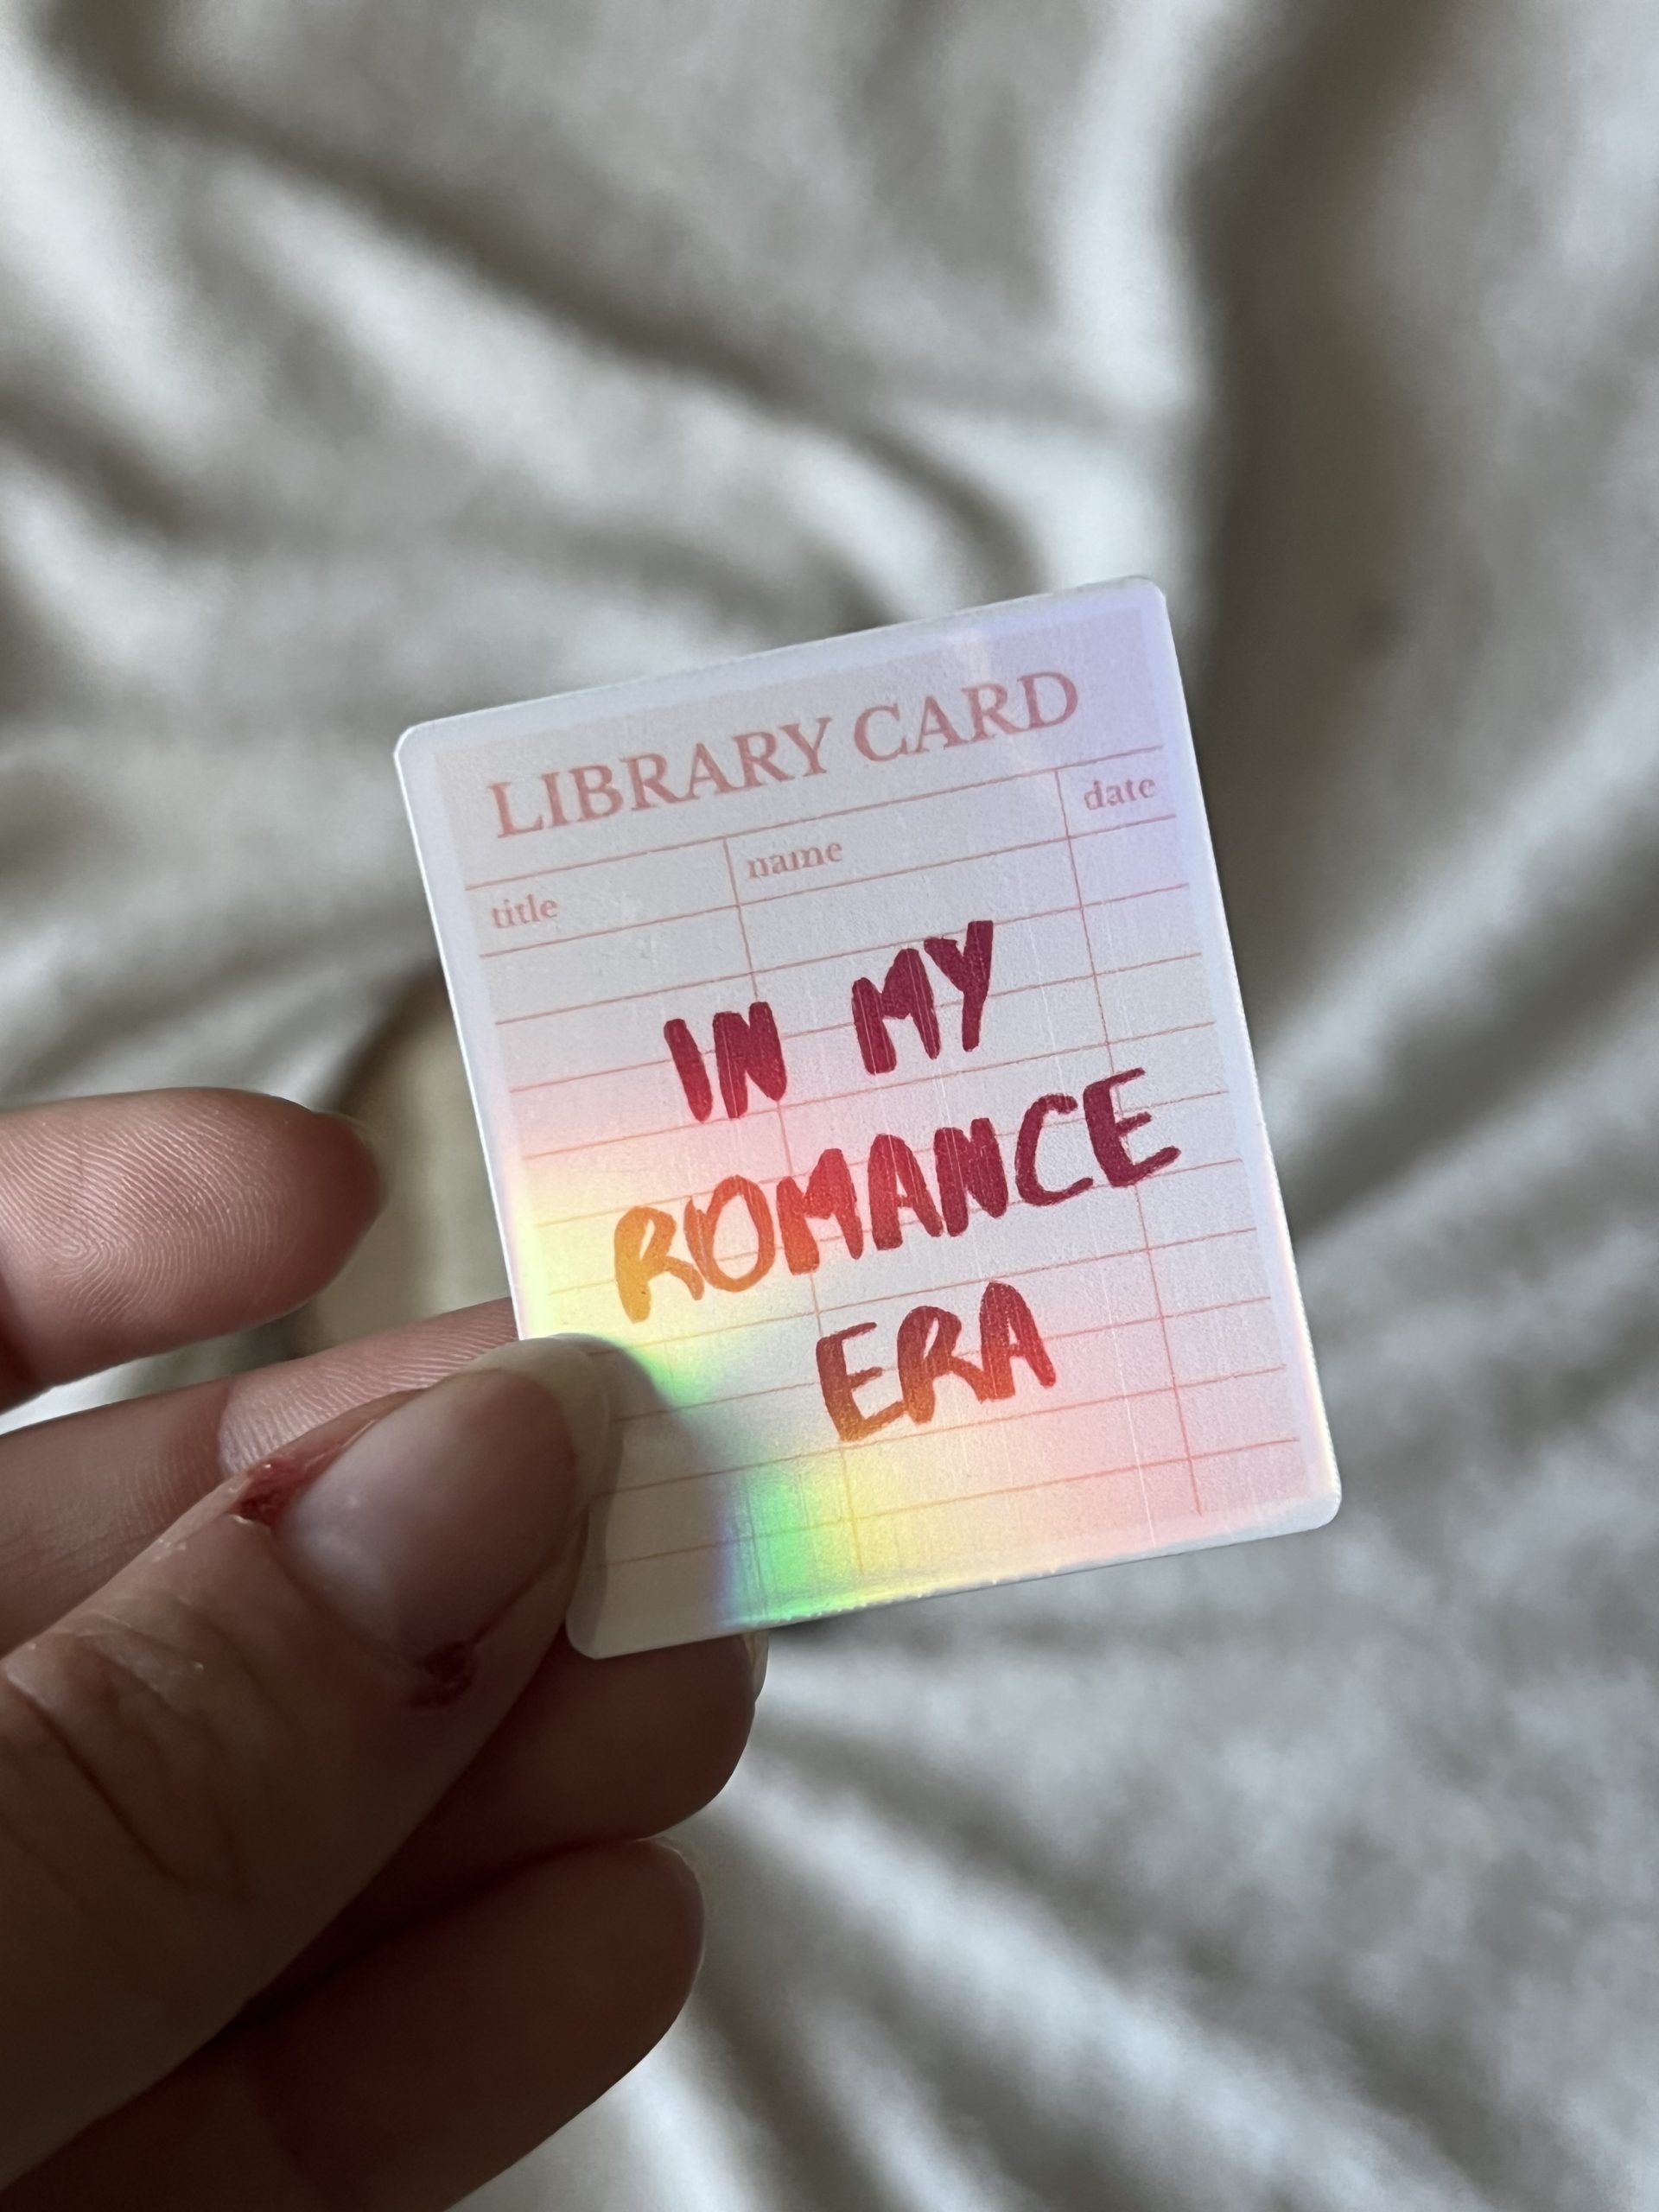 LIBRARY CARD
title name date
IN MY
ROMANCE
ERA